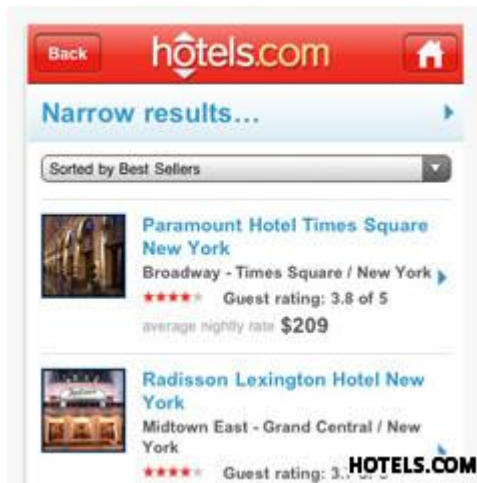 Back
hotels.com
Narrow results...
Sorted by Best Sellers
Paramount Hotel Times Square
New York
Broadway - Times Square / New York
Guest rating: 3.8 of 5
average nightly rate $209
Radisson Lexington Hotel New
York
Midtown East - Grand Central / New
York
Guest rating: 
HOTELS.COM